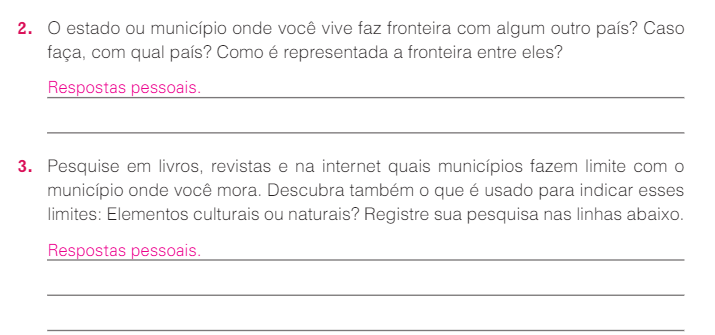 2. O estado ou município onde você vive faz fronteira com algum outro país? Caso
faça, com qual país? Como é representada a fronteira entre eles?
Respostas pessoais.
3. Pesquise em livros, revistas e na internet quais municípios fazem limite com o
município onde você mora. Descubra também o que é usado para indicar esses
limites: Elementos culturais ou naturais? Registre sua pesquisa nas linhas abaixo.
Respostas pessoais.